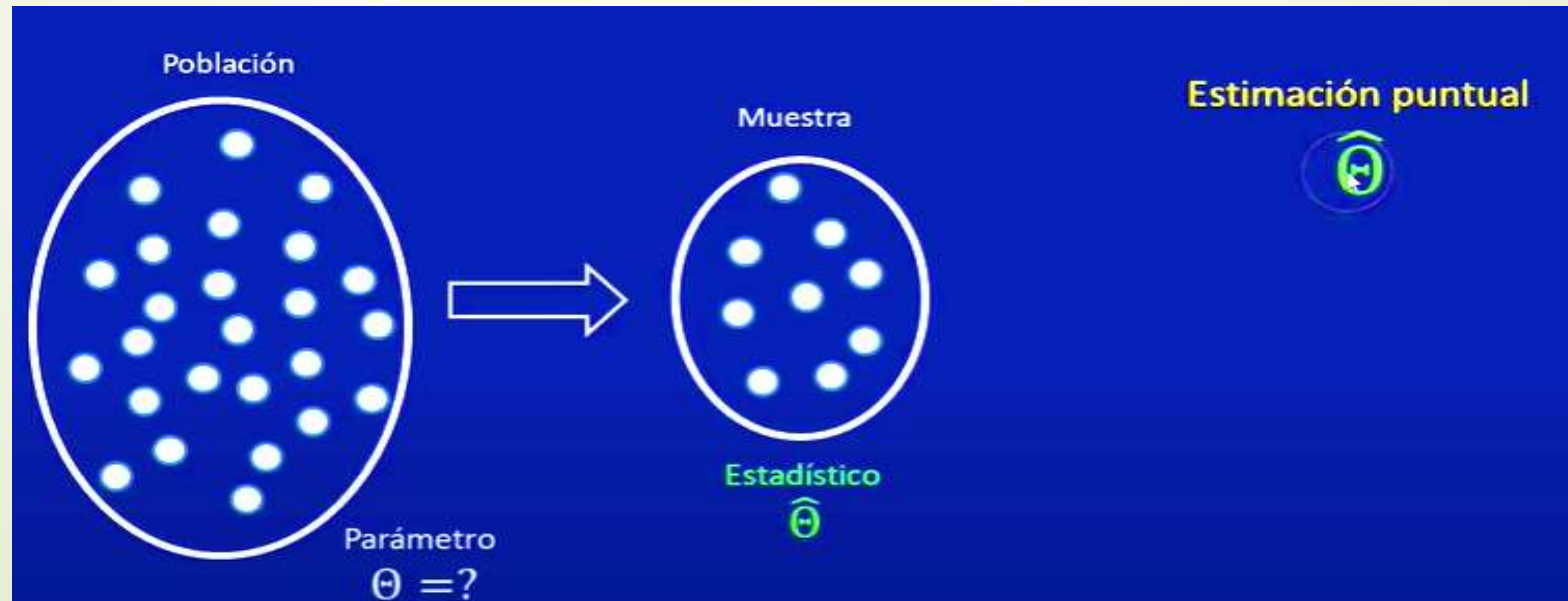 Población
Parámetro
Θ =?
Muestra
Estadístico
Θ̂
Estimación puntual
Θ̂